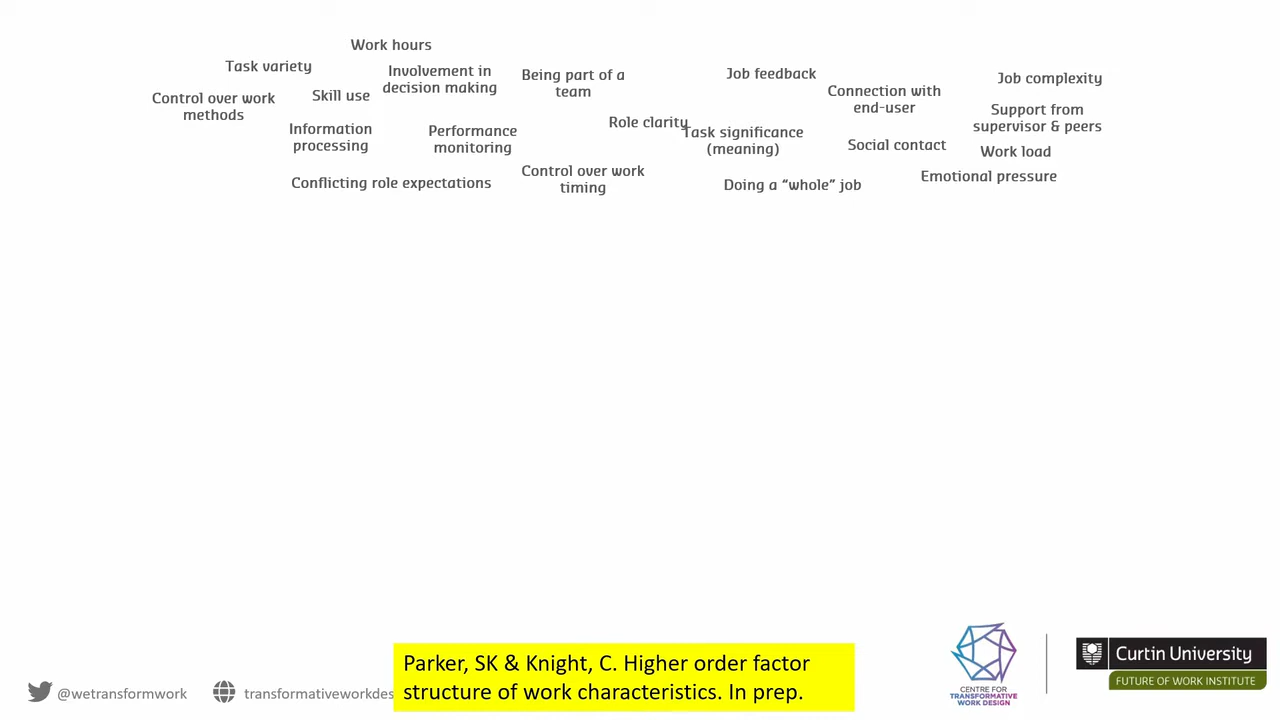 Work hours
Task variety
Involvement in
decision making
Being part of a
team
Job feedback
Connection with
end-user
Job complexity
Control over work
methods
Skill use
Support from
supervisor & peers
Information
processing
Performance
monitoring
Role clarity
Task significance
(meaning)
Social contact
Work load
Conflicting role expectations
Control over work
timing
Doing a “whole” job
Emotional pressure
Parker, SK & Knight, C. Higher order factor
structure of work characteristics. In prep.
@wetransformwork
transformativeworkdes
CENTRE FOR
TRANSFORMATIVE
WORK DESIGN
Curtin University
FUTURE OF WORK INSTITUTE